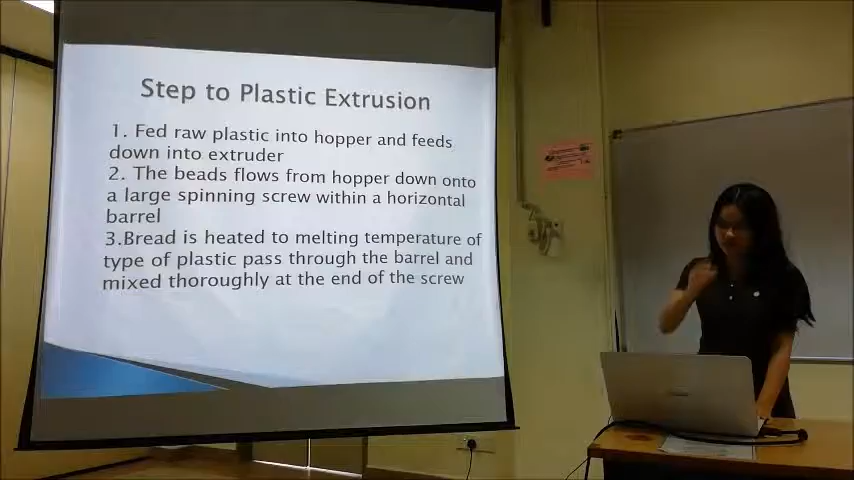 Step to Plastic Extrusion
1. Fed raw plastic into hopper and feeds
down into extruder
2. The beads flows from hopper down onto
a large spinning screw within a horizontal
barrel
3.Bread is heated to melting temperature of
type of plastic pass through the barrel and
mixed thoroughly at the end of the screw